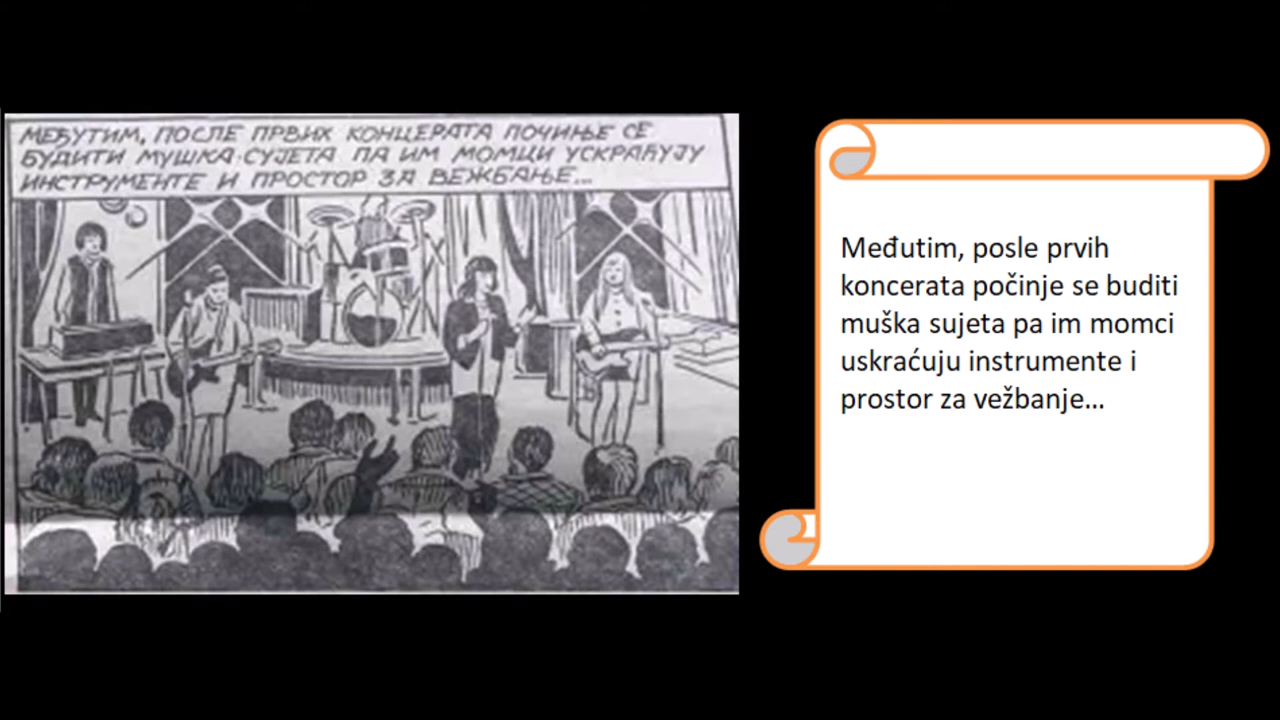 МЕЂУТИМ, ПОСЛЕ ПРВИХ КОНЦЕРАТА ПОЧИЊЕ СЕ
БУДИТИ МУШКА СУЈЕТА ПА ИМ МОМЦИ УСКРАЋУЈУ
ИНСТРУМЕНТЕ И ПРОСТОР ЗА ВЕЖБАЊЕ...
Međutim, posle prvih
koncerata počinje se buditi
muška sujeta pa im momci
uskraćuju instrumente i
prostor za vežbanje...